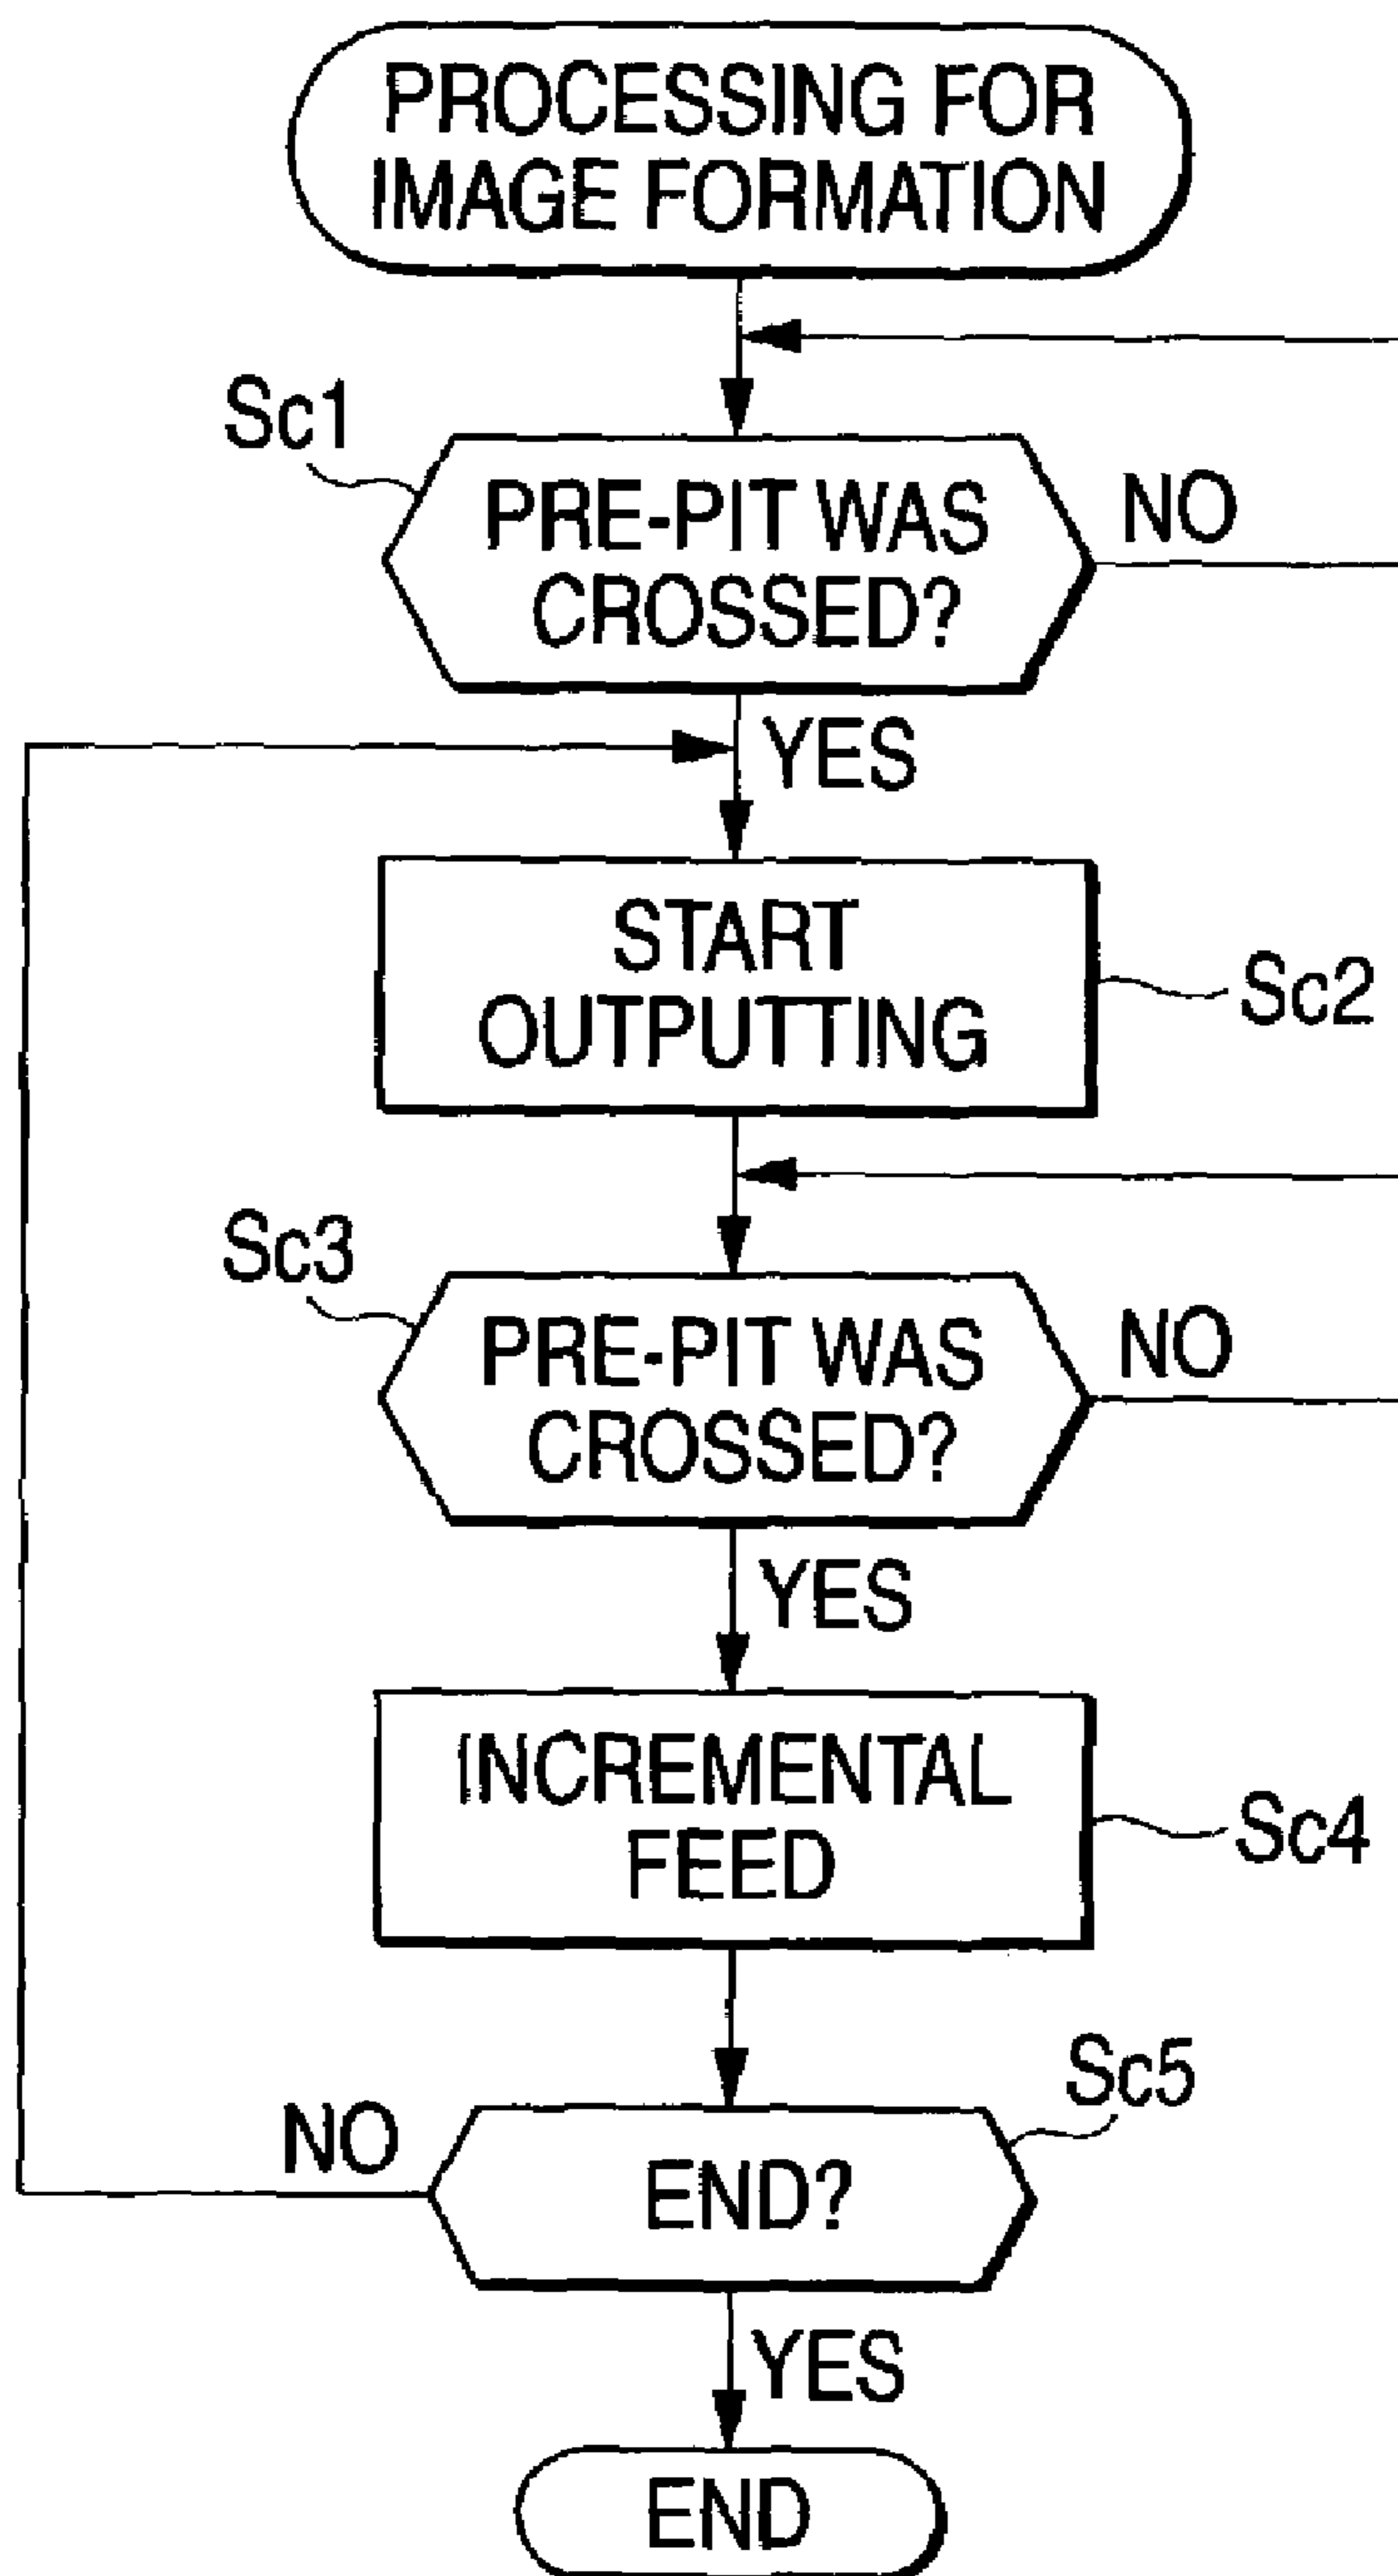 PROCESSING FOR
IMAGE FORMATION
Sc1
PRE-PIT WAS
CROSSED?
NO
YES
START
OUTPUTTING
Sc2
Sc3
PRE-PIT WAS
CROSSED?
NO
YES
INCREMENTAL
FEED
Sc4
Sc5
NO
END?
YES
END